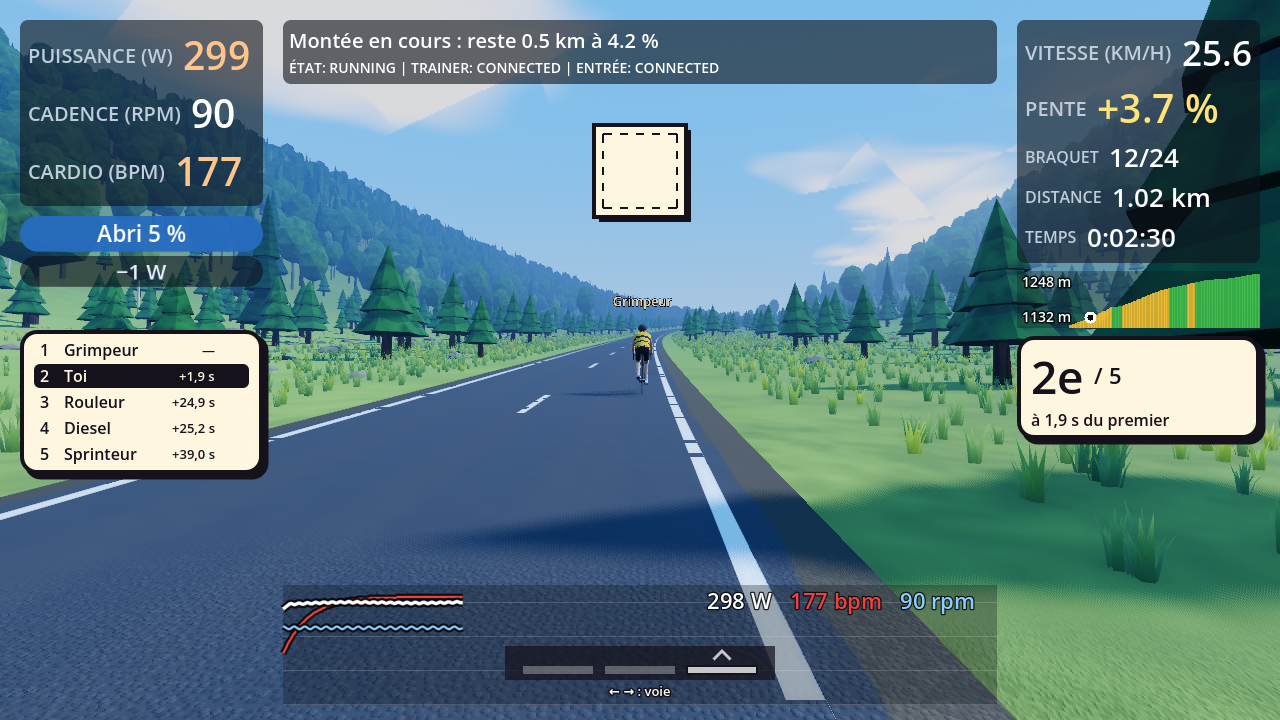 PUISSANCE (W) 299
CADENCE (RPM) 90
CARDIO (BPM) 177
Abri 5 %
−1 W
1 Grimpeur —
2 Toi +1,9 s
3 Rouleur +24,9 s
4 Diesel +25,2 s
5 Sprinteur +39,0 s
Montée en cours : reste 0.5 km à 4.2 %
ÉTAT: RUNNING | TRAINER: CONNECTED | ENTRÉE: CONNECTED
Grimpeur
VITESSE (KM/H) 25.6
PENTE +3.7 %
BRAQUET 12/24
DISTANCE 1.02 km
TEMPS 0:02:30
1248 m
1132 m
2e / 5
à 1,9 s du premier
298 W 177 bpm 90 rpm
← → : voie